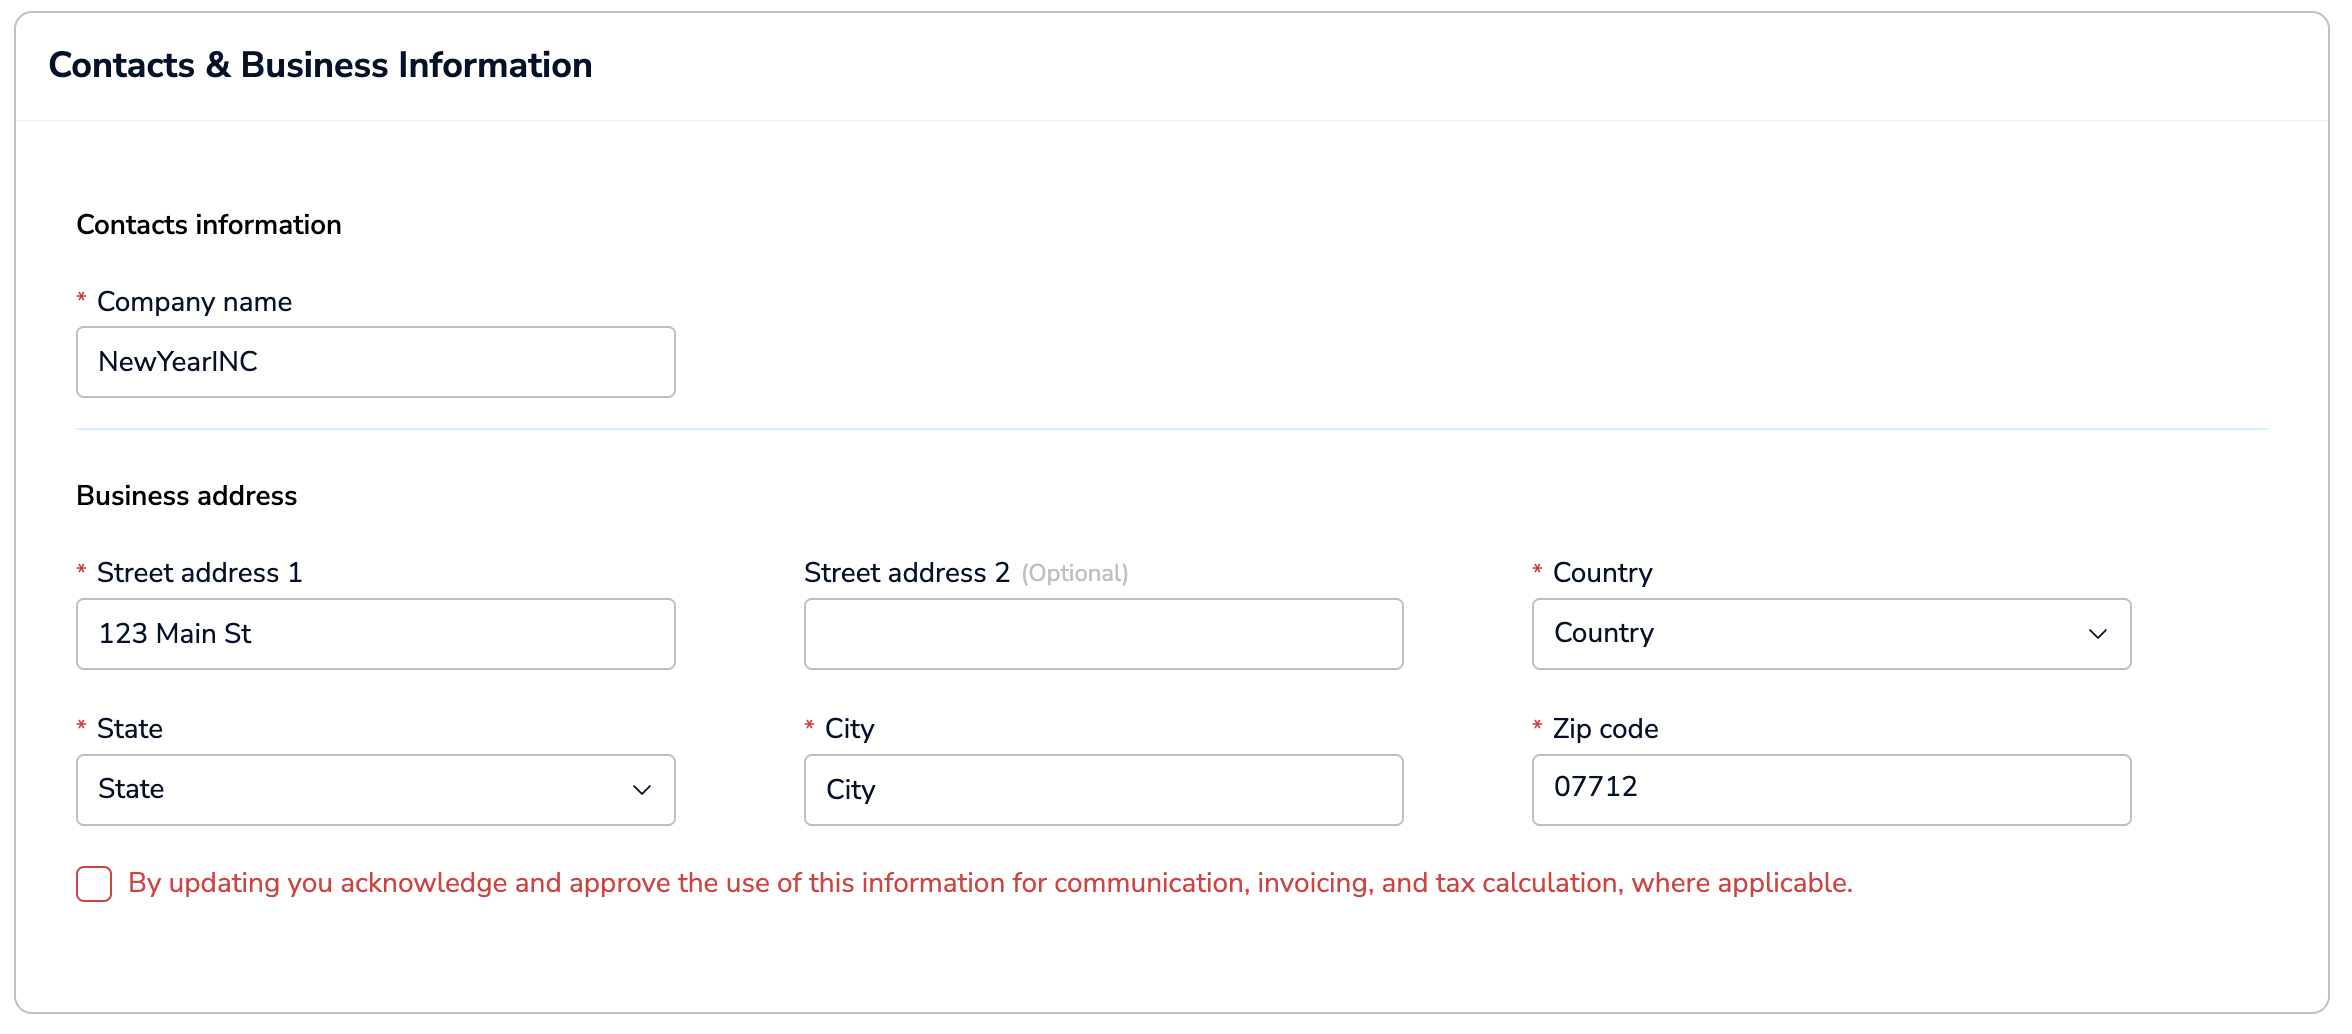 Contacts & Business Information
Contacts information
* Company name
NewYearINC
Business address
* Street address 1
Street address 2 (Optional)
* Country
123 Main St
Country
* State
* City
* Zip code
State
City
07712
By updating you acknowledge and approve the use of this information for communication, invoicing, and tax calculation, where applicable.